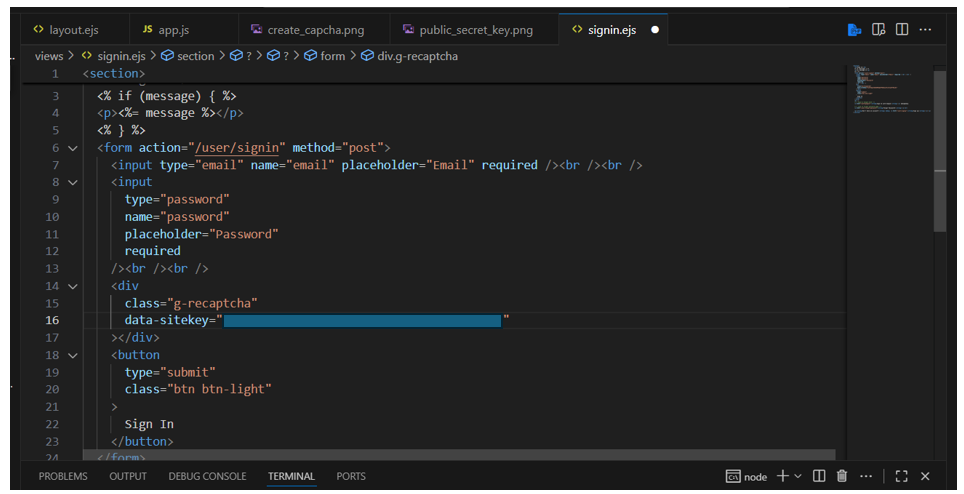 layout.ejs JS app.js create_capcha.png public_secret_key.png signin.ejs
views > signin.ejs > section > ? > ? > form > div.g-recaptcha
1 <section>
3 <% if (message) { %>
4 <p><%= message %></p>
5 <% } %>
6 <form action="/user/signin" method="post">
7 <input type="email" name="email" placeholder="Email" required /><br /><br />
8 <input
9 type="password"
10 name="password"
11 placeholder="Password"
12 required
13 /><br /><br />
14 <div
15 class="g-recaptcha"
16 data-sitekey=" "
17 ></div>
18 <button
19 type="submit"
20 class="btn btn-light"
21 >
22 Sign In
23 </button>
24 </form>
PROBLEMS OUTPUT DEBUG CONSOLE TERMINAL PORTS node